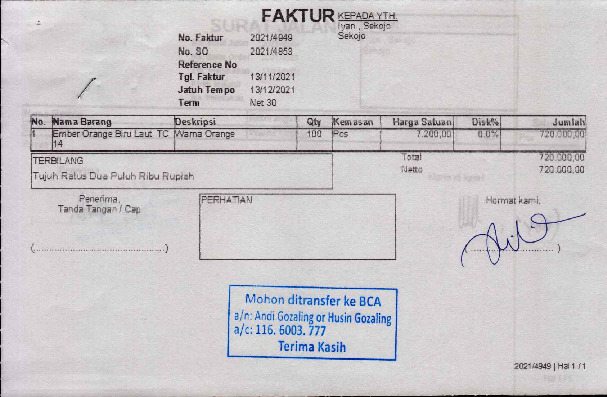 FAKTUR
KEPADA YTH.
Iyan , Sekojo
Sekojo
No. Faktur 2021/4949
No. SO 2021/4853
Reference No
Tgl. Faktur 13/11/2021
Jatuh Tempo 13/12/2021
Term Net 30
No. Nama Barang Deskripsi Qty Kemasan Harga Satuan Disk% Jumlah
1 Ember Orange Biru Laut TC Warna Orange 100 Pcs 7.200,00 0.0% 720.000,00
14
TERBILANG
Tujuh Ratus Dua Puluh Ribu Rupiah
Total 720.000,00
Netto 720.000,00
Penerima,
Tanda Tangan / Cap
(..........................................)
PERHATIAN
Hormat kami,
Mohon ditransfer ke BCA
a/n: Andi Gozaling or Husin Gozaling
a/c: 116. 6003. 777
Terima Kasih
2021/4949 | Hal 1 /1